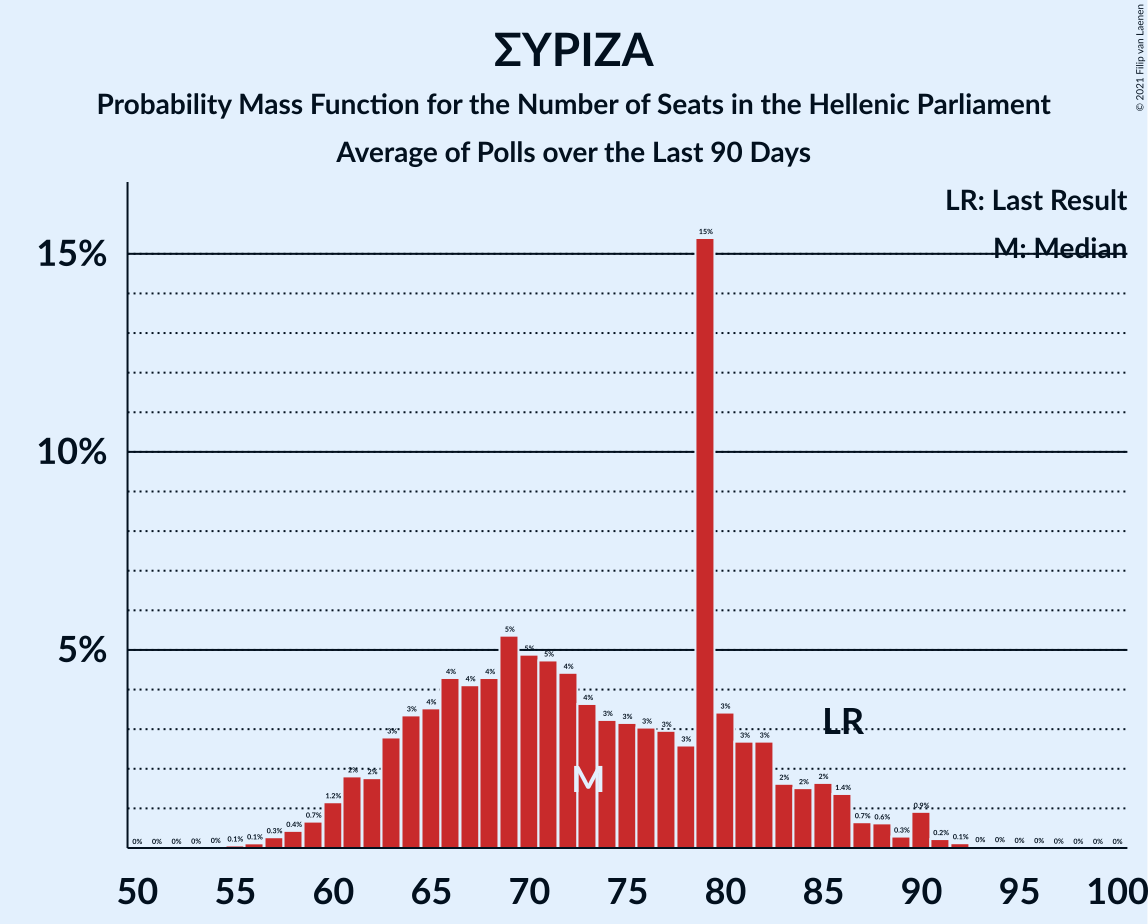 ΣΥΡΙΖΑ
Probability Mass Function for the Number of Seats in the Hellenic Parliament
Average of Polls over the Last 90 Days
© 2021 Filip van Laenen
LR: Last Result
M: Median
15%
10%
5%
0% 0% 0% 0% 0% 0.1% 0.1% 0.3% 0.4% 0.7% 1.2% 2% 2% 3% 3% 4% 4% 4% 4% 5% 5% 5% 4% 4% 3% 3% 3% 3% 3% 15% 3% 3% 3% 2% 2% 2% 1.4% 0.7% 0.6% 0.3% 0.9% 0.2% 0.1% 0% 0% 0% 0% 0% 0% 0% 0%
LR
M
50 55 60 65 70 75 80 85 90 95 100